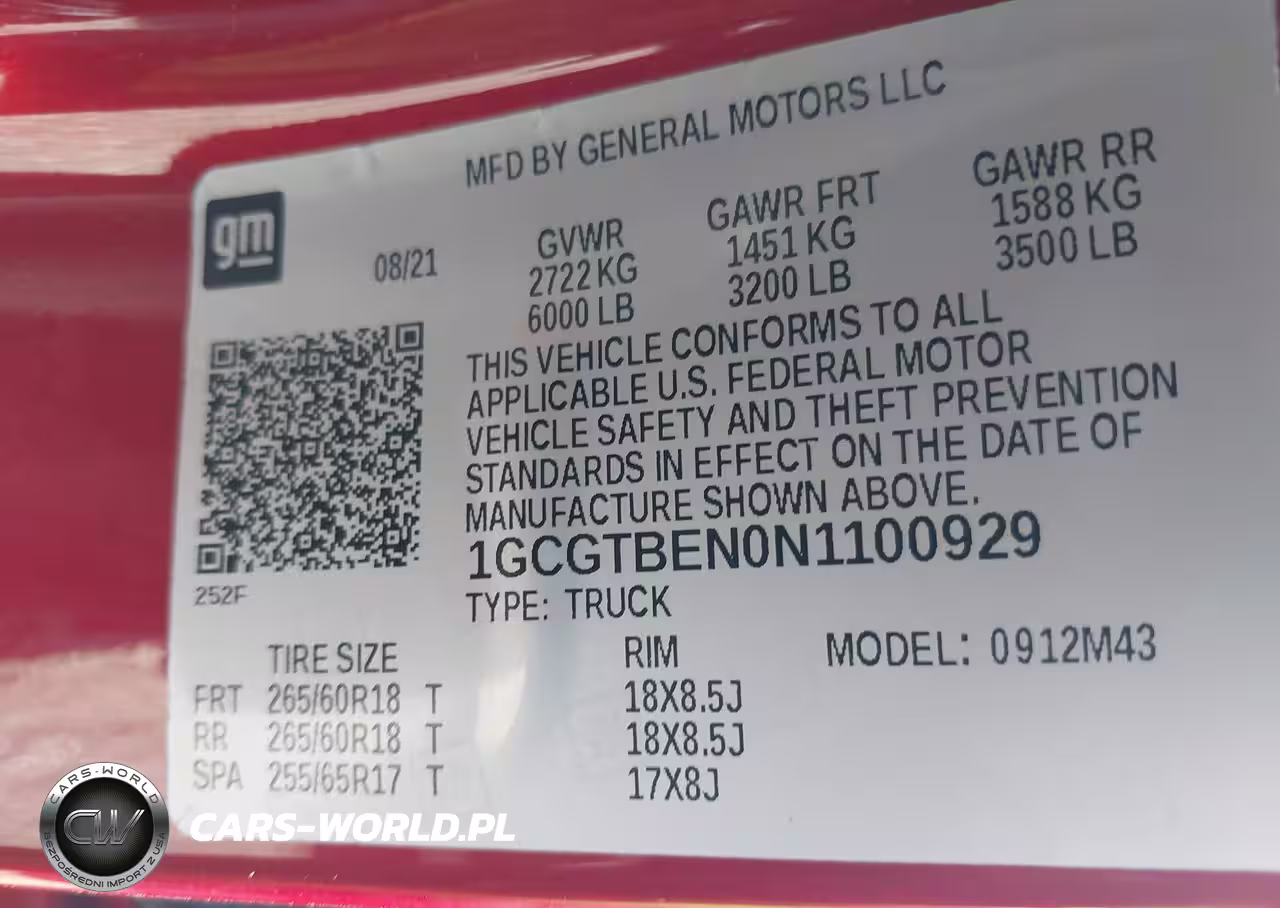 MFD BY GENERAL MOTORS LLC
gm
08/21
GVWR GAWR FRT GAWR RR
2722 KG 1451 KG 1588 KG
6000 LB 3200 LB 3500 LB
THIS VEHICLE CONFORMS TO ALL
APPLICABLE U.S. FEDERAL MOTOR
VEHICLE SAFETY AND THEFT PREVENTION
STANDARDS IN EFFECT ON THE DATE OF
MANUFACTURE SHOWN ABOVE.
1GCGTBEN0N1100929
252F
TYPE: TRUCK
TIRE SIZE RIM MODEL: 0912M43
FRT 265/60R18 T 18X8.5J
RR 265/60R18 T 18X8.5J
SPA 255/65R17 T 17X8J
CARS-WORLD
CW
BEZPOŚREDNI IMPORT Z USA
CARS-WORLD.PL